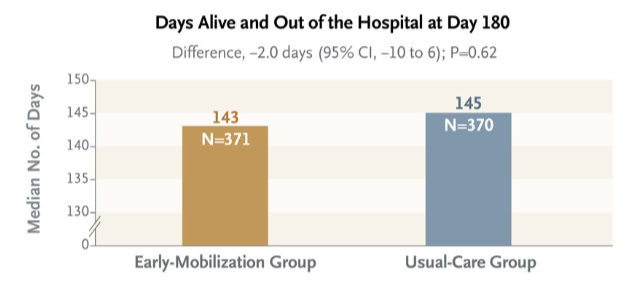 Days Alive and Out of the Hospital at Day 180
Difference, −2.0 days (95% CI, −10 to 6); P=0.62
Median No. of Days
150
145
140
135
130
0
143
N=371
145
N=370
Early-Mobilization Group
Usual-Care Group